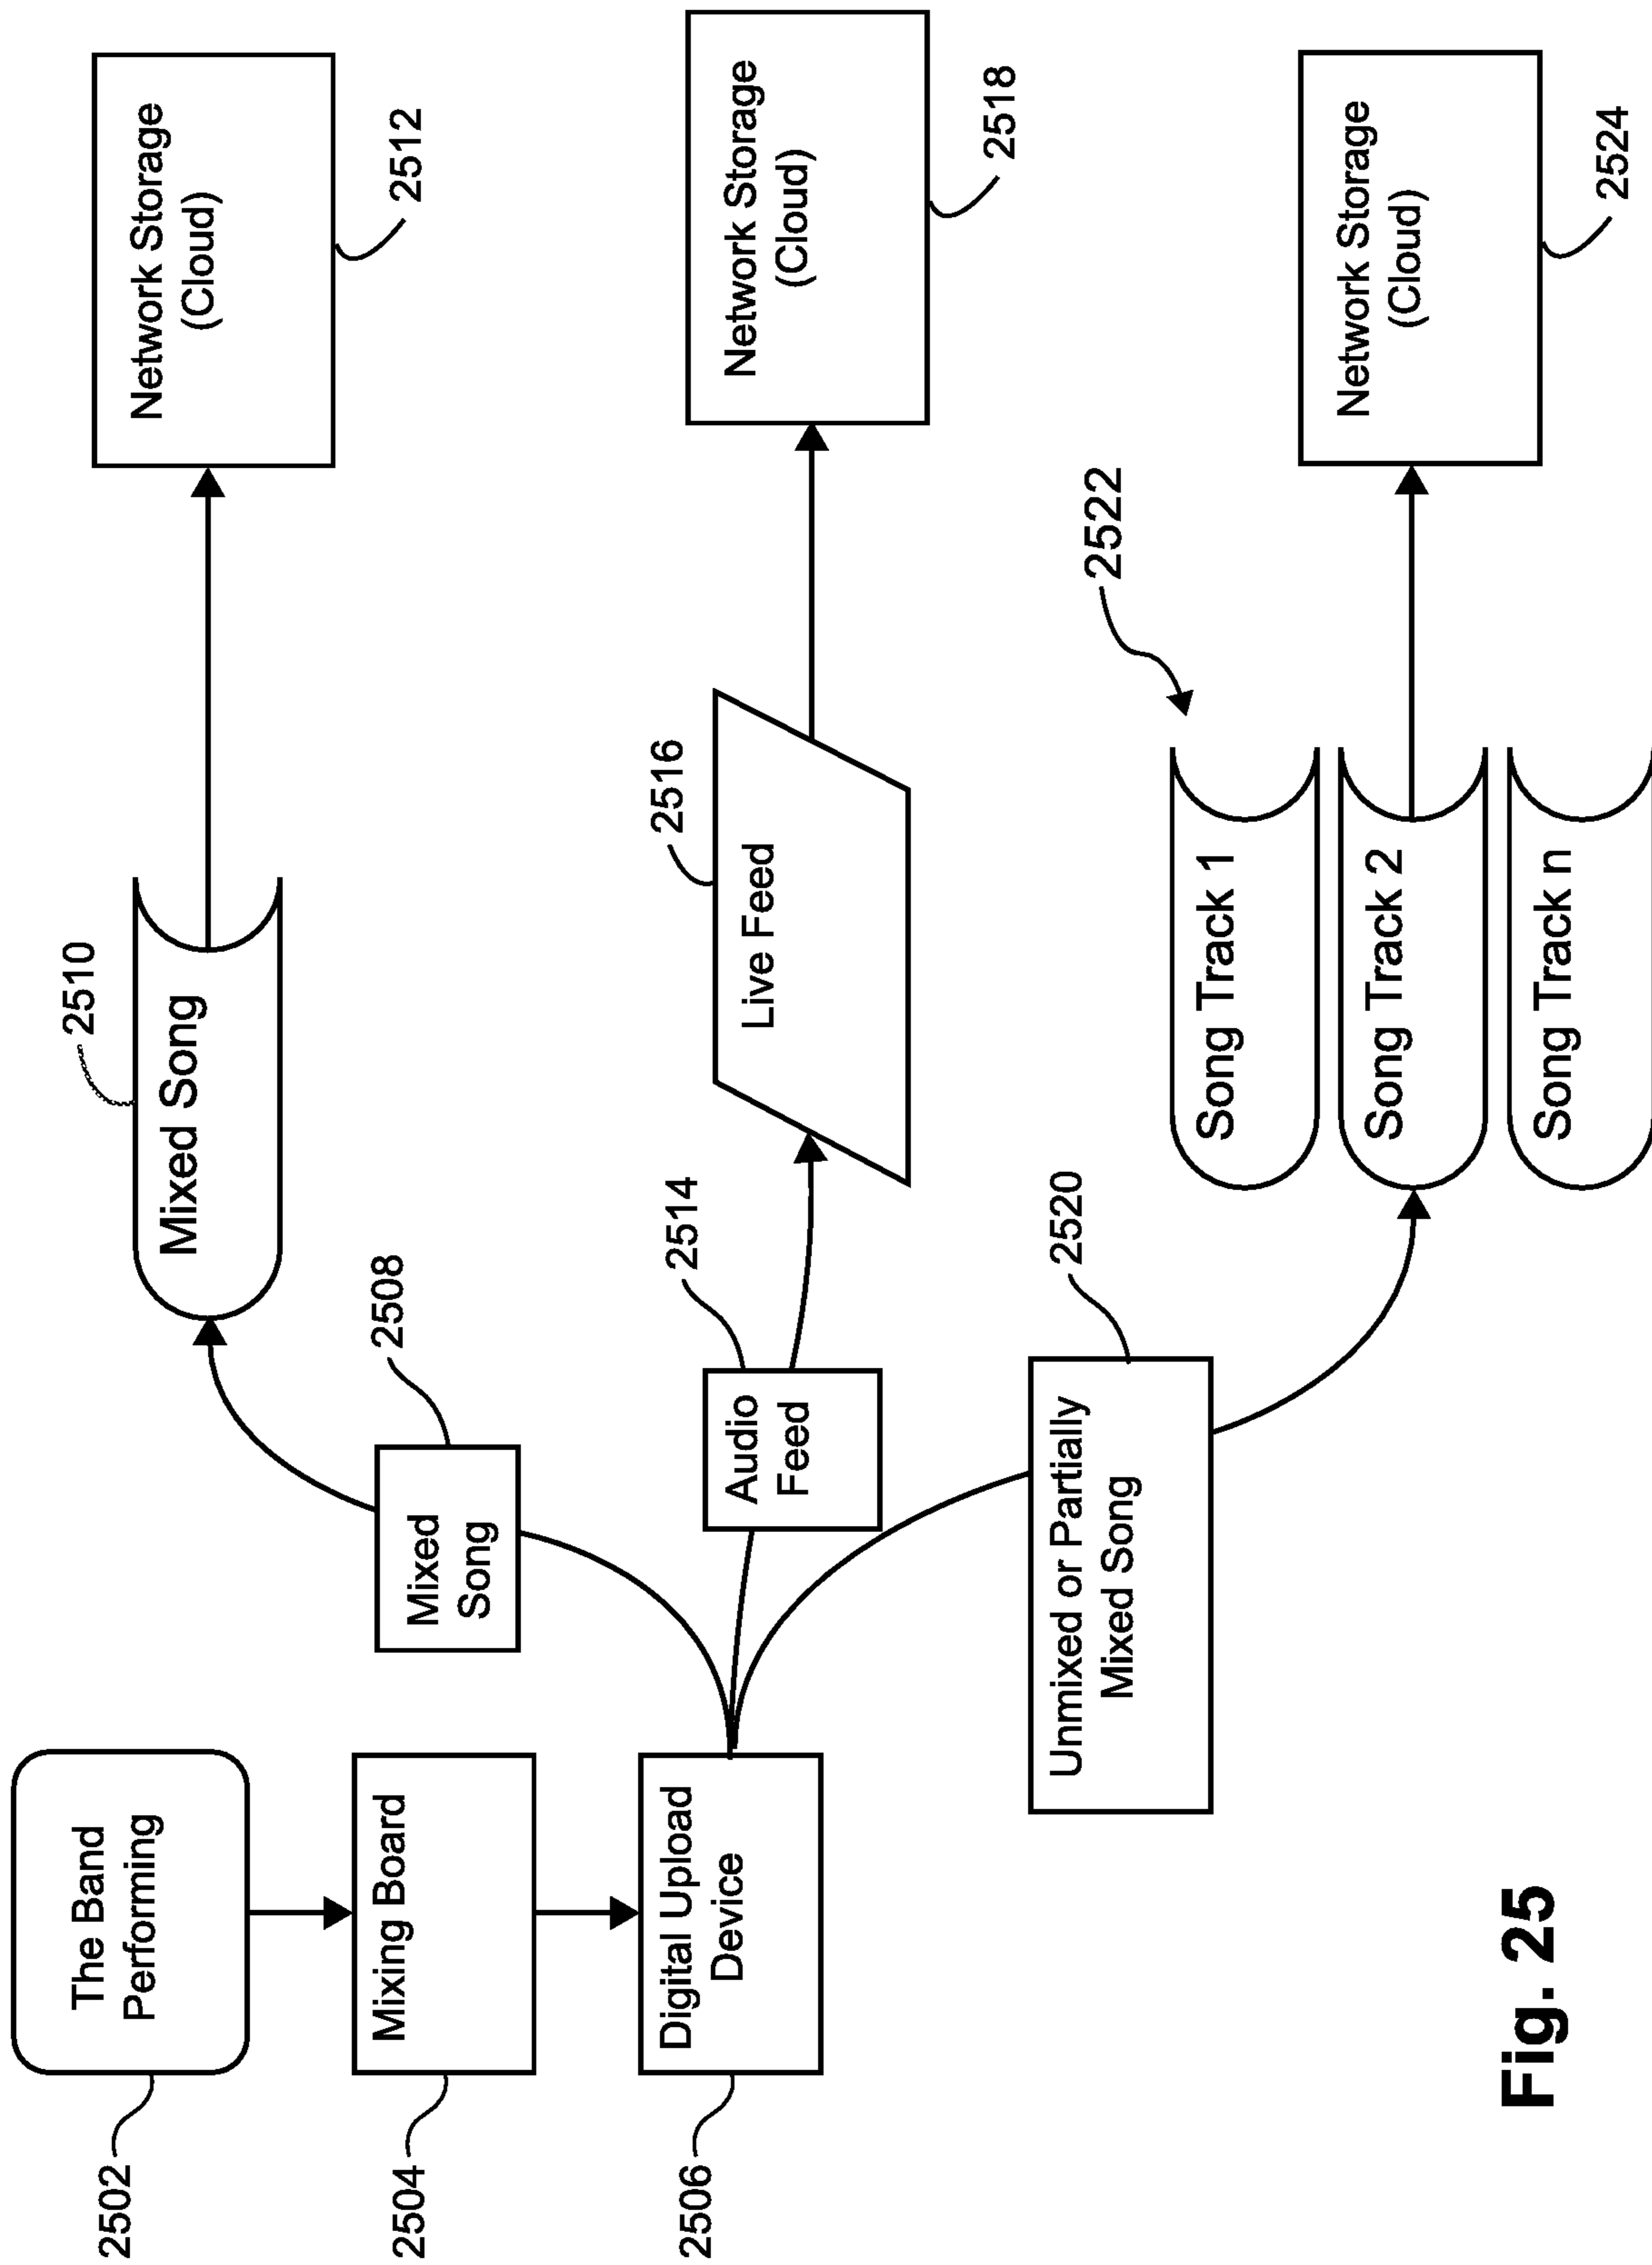 2502
The Band
Performing
2504
Mixing Board
2506
Digital Upload
Device
2508
Mixed
Song
2510
Mixed Song
Network Storage
(Cloud)
2512
2514
Audio
Feed
2516
Live Feed
Network Storage
(Cloud)
2518
2520
Unmixed or Partially
Mixed Song
2522
Song Track 1
Song Track 2
Song Track n
Network Storage
(Cloud)
2524
Fig. 25